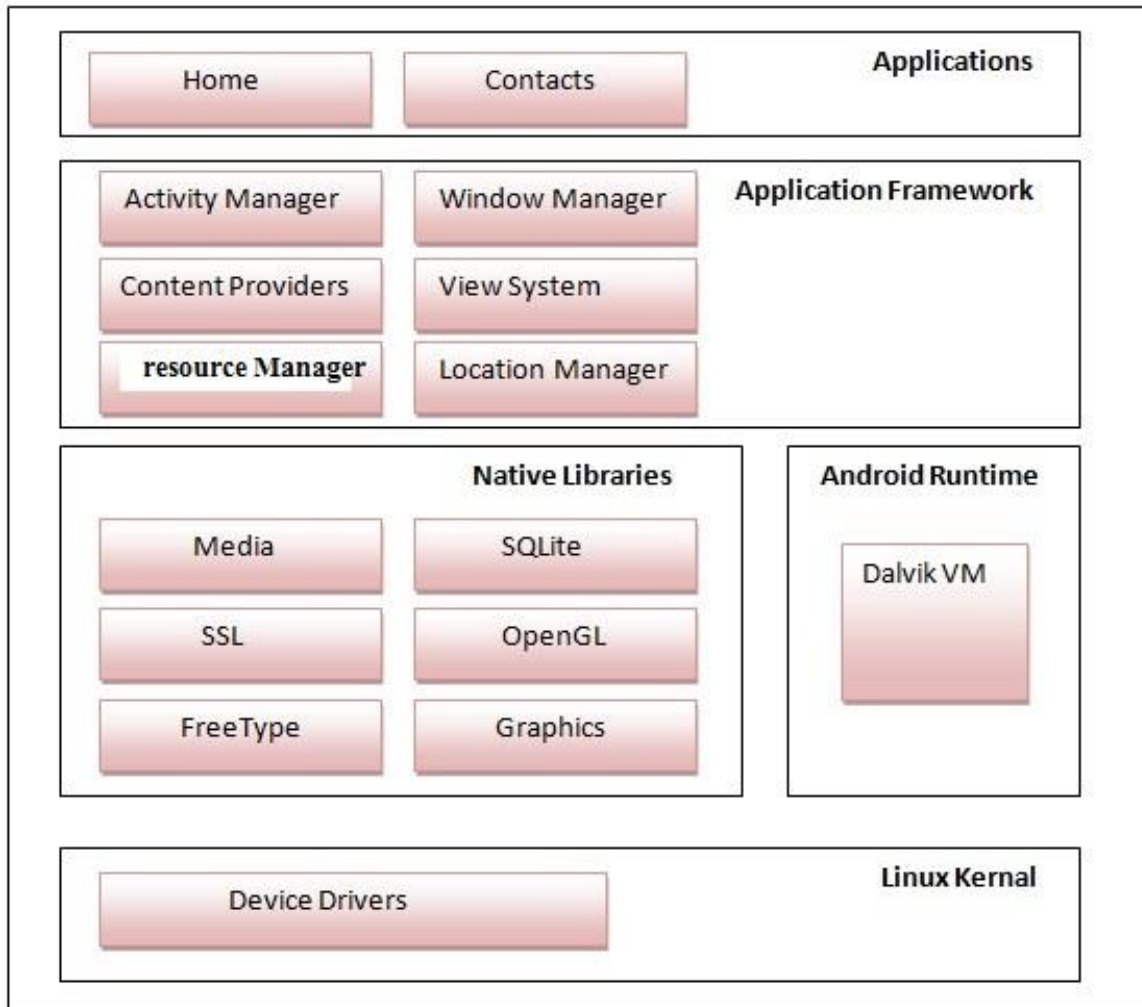 Applications
Home
Contacts
Application Framework
Activity Manager
Window Manager
Content Providers
View System
resource Manager
Location Manager
Native Libraries
Media
SQLite
SSL
OpenGL
FreeType
Graphics
Android Runtime
Dalvik VM
Linux Kernal
Device Drivers